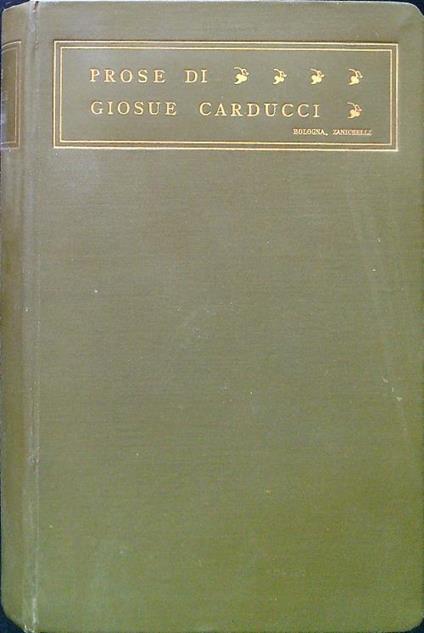 PROSE DI
GIOSUE CARDUCCI
BOLOGNA, ZANICHELLI